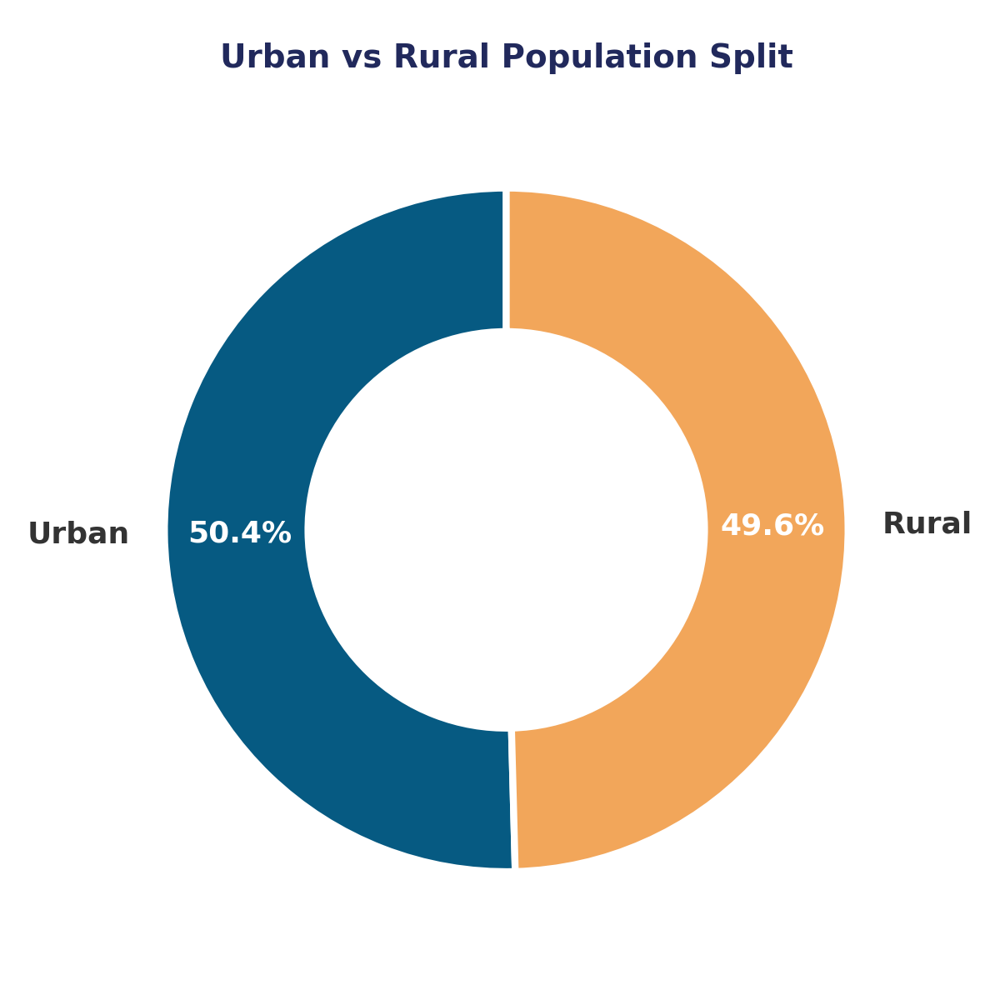 Urban vs Rural Population Split
Urban
50.4%
49.6%
Rural